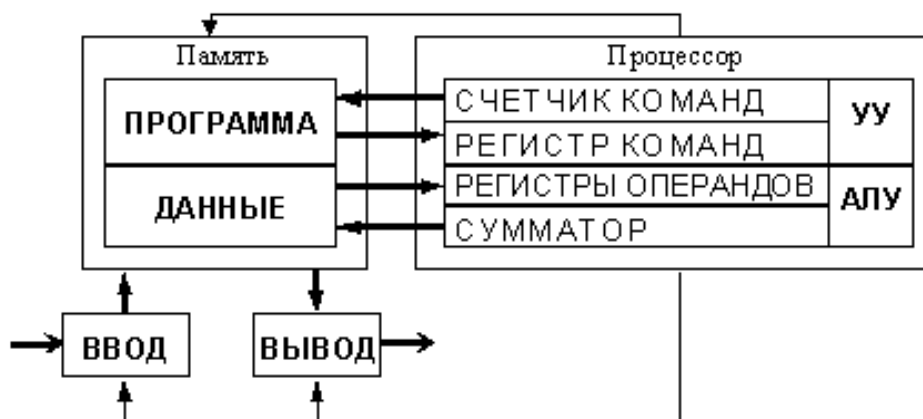 Память
Процессор
ПРОГРАММА
ДАННЫЕ
СЧЕТЧИК КОМАНД
РЕГИСТР КОМАНД
УУ
РЕГИСТРЫ ОПЕРАНДОВ
СУММАТОР
АЛУ
ВВОД
ВЫВОД